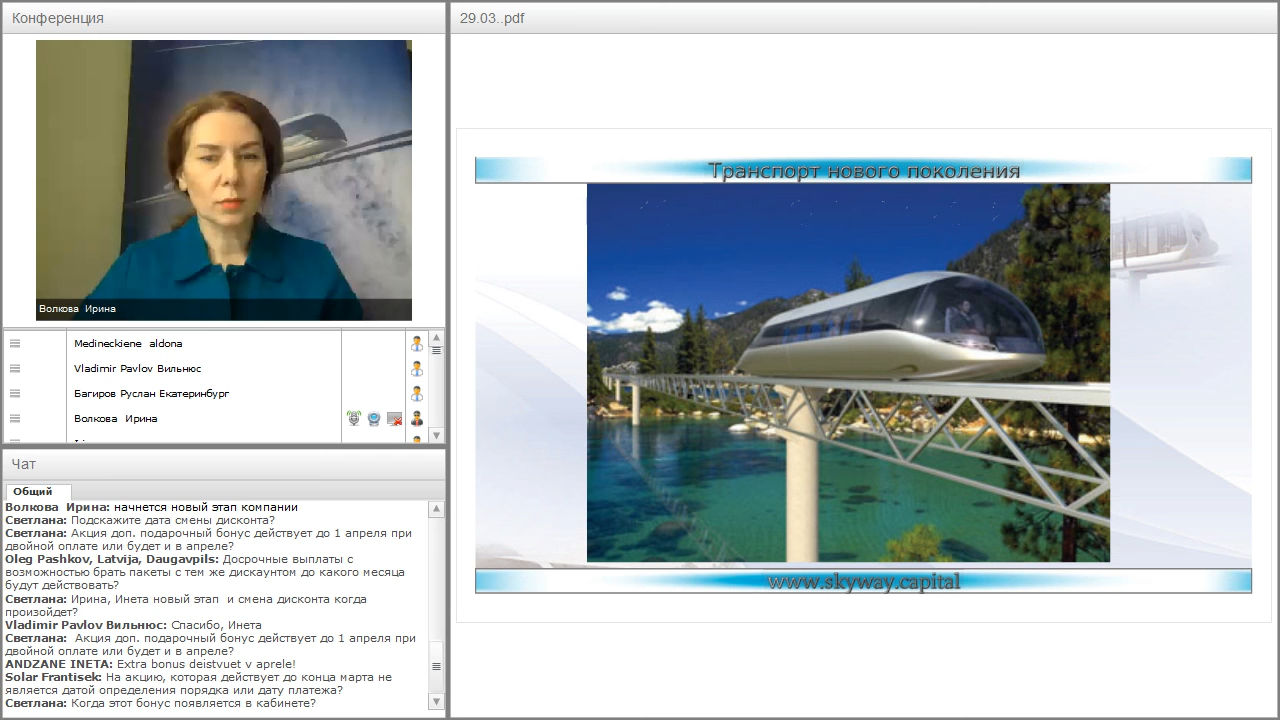 Конференция
29.03..pdf
Волкова Ирина
Medineckiene aldona
Vladimir Pavlov Вильнюс
Багиров Руслан Екатеринбург
Волкова Ирина
Чат
Общий
Волкова Ирина: начнется новый этап компании
Светлана: Подскажите дата смены дисконта?
Светлана: Акция доп. подарочный бонус действует до 1 апреля при
двойной оплате или будет и в апреле?
Oleg Pashkov, Latvija, Daugavpils: Досрочные выплаты с
возможностью брать пакеты с тем же дискаунтом до какого месяца
будут действовать?
Светлана: Ирина, Инета новый этап и смена дисконта когда
произойдет?
Vladimir Pavlov Вильнюс: Спасибо, Инета
Светлана: Акция доп. подарочный бонус действует до 1 апреля при
двойной оплате или будет и в апреле?
ANDZANE INETA: Extra bonus deistvuet v aprele!
Solar Frantisek: На акцию, которая действует до конца марта не
является датой определения порядка или дату платежа?
Светлана: Когда этот бонус появляется в кабинете?
Транспорт нового поколения
www.skyway.capital